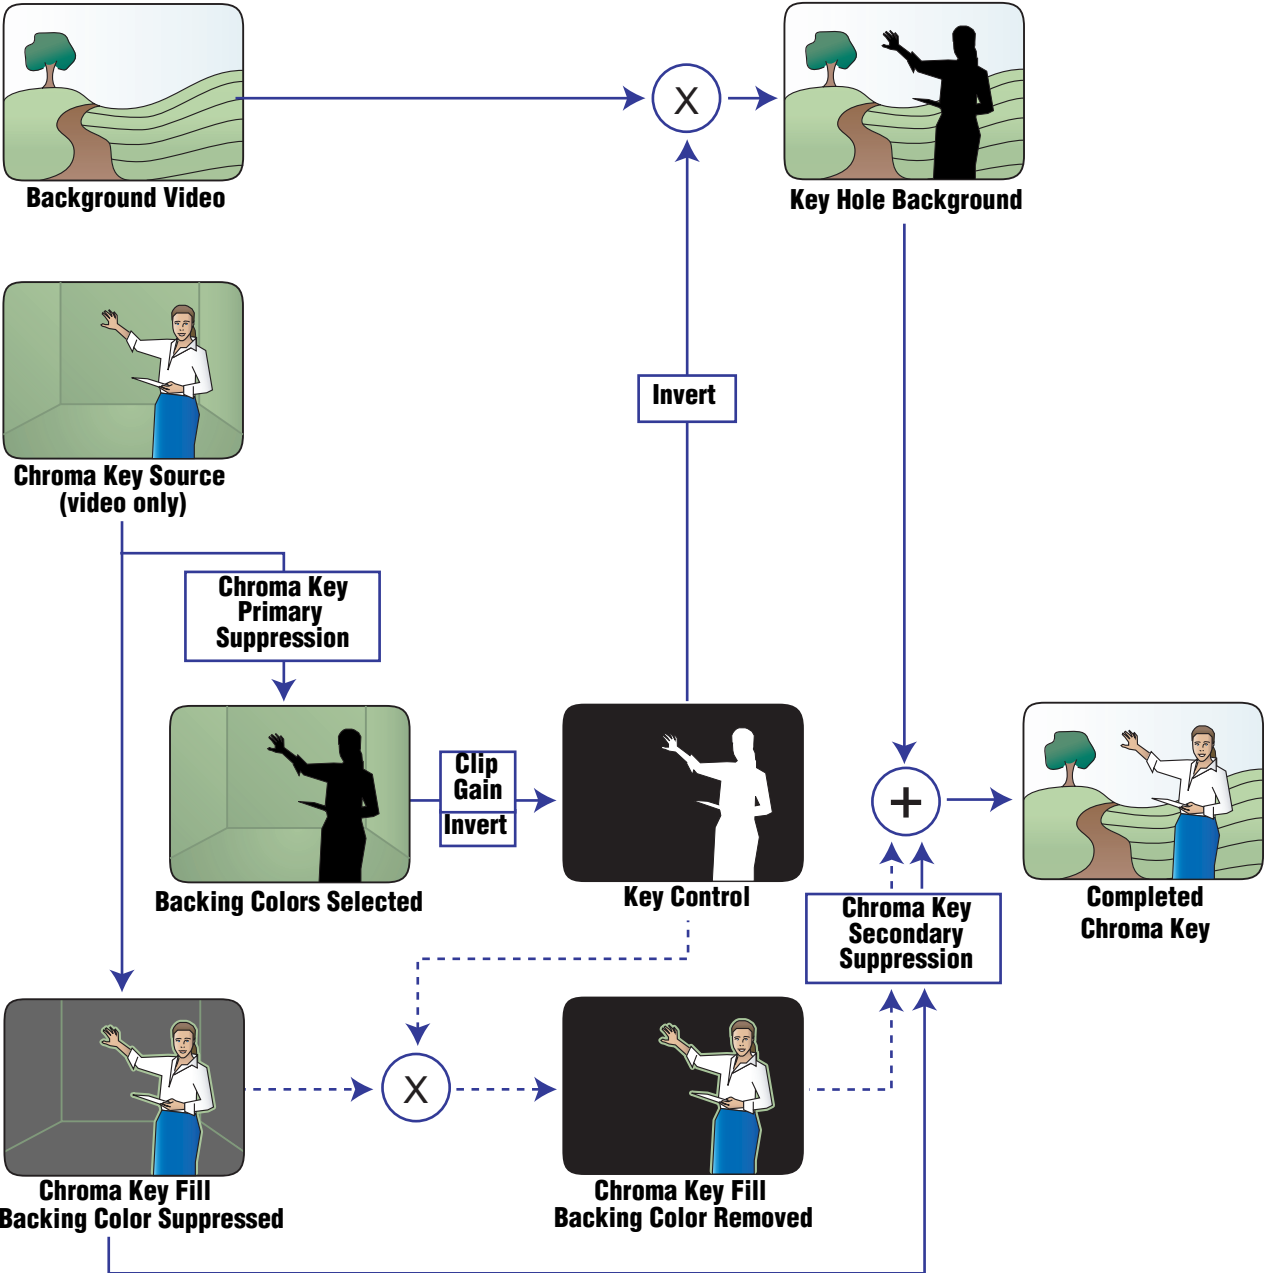 X
Background Video
Key Hole Background
Chroma Key Source
(video only)
Invert
Chroma Key
Primary
Suppression
Clip
Gain
Invert
+
Backing Colors Selected
Key Control
Completed
Chroma Key
Chroma Key
Secondary
Suppression
X
Chroma Key Fill
Backing Color Suppressed
Chroma Key Fill
Backing Color Removed